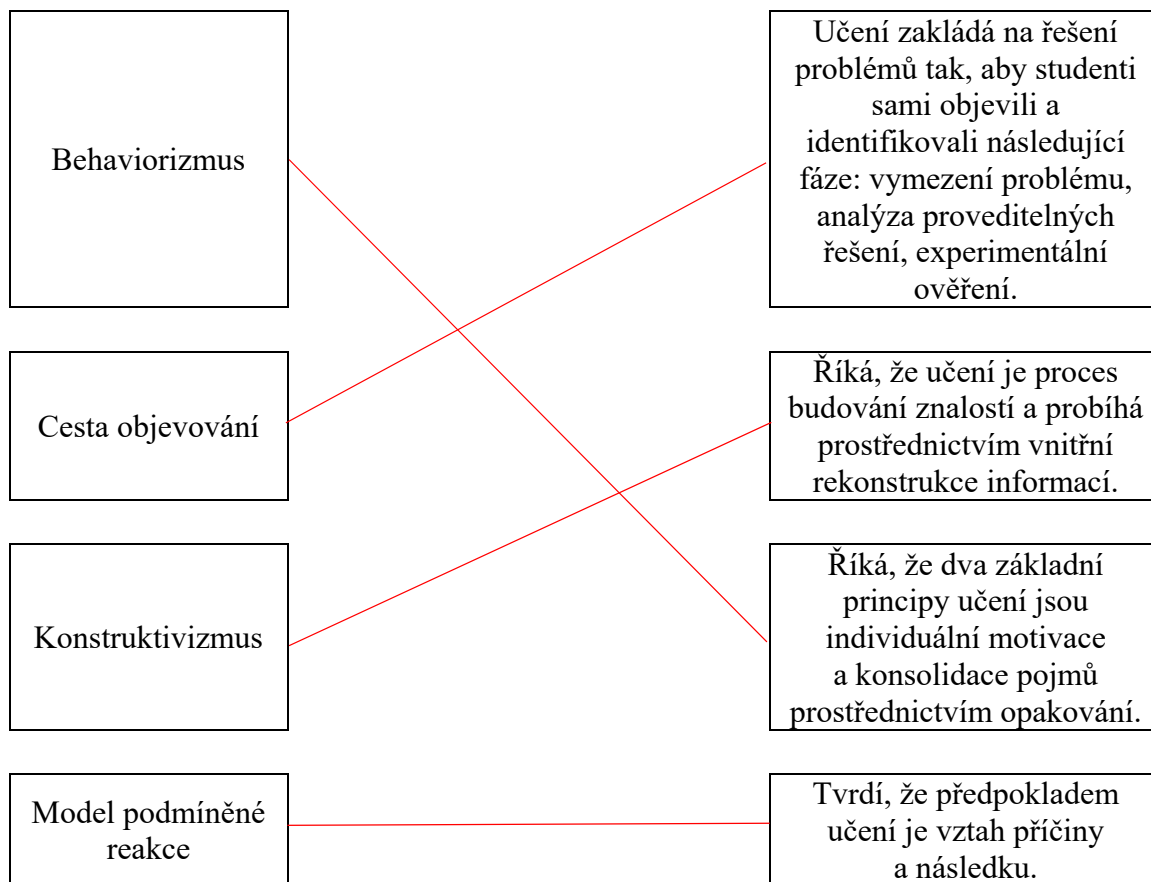 Behaviorizmus
Učení zakládá na řešení
problémů tak, aby studenti
sami objevili a
identifikovali následující
fáze: vymezení problému,
analýza proveditelných
řešení, experimentální
ověření.
Cesta objevování
Říká, že učení je proces
budování znalostí a probíhá
prostřednictvím vnitřní
rekonstrukce informací.
Konstruktivizmus
Říká, že dva základní
principy učení jsou
individuální motivace
a konsolidace pojmů
prostřednictvím opakování.
Model podmíněné
reakce
Tvrdí, že předpokladem
učení je vztah příčiny
a následku.